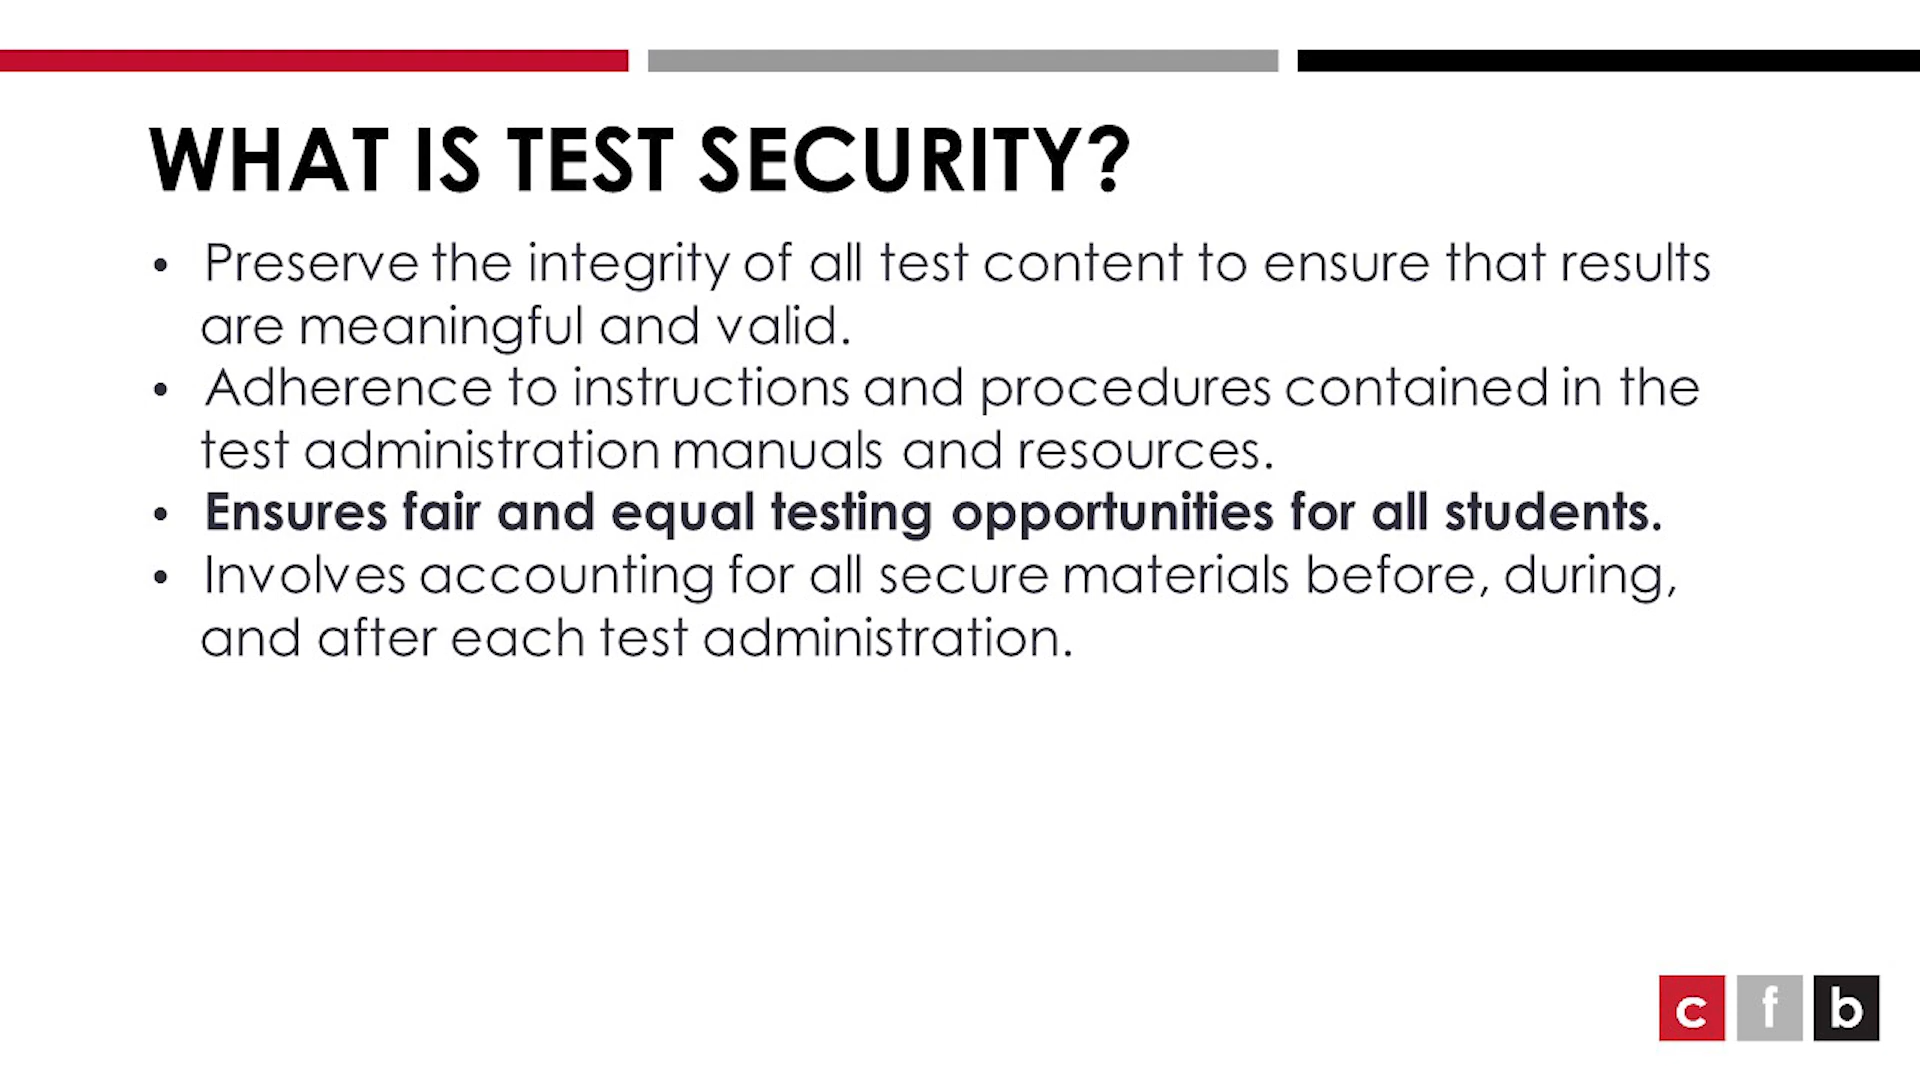 WHAT IS TEST SECURITY?
• Preserve the integrity of all test content to ensure that results
are meaningful and valid.
• Adherence to instructions and procedures contained in the
test administration manuals and resources.
• Ensures fair and equal testing opportunities for all students.
• Involves accounting for all secure materials before, during,
and after each test administration.
c f b